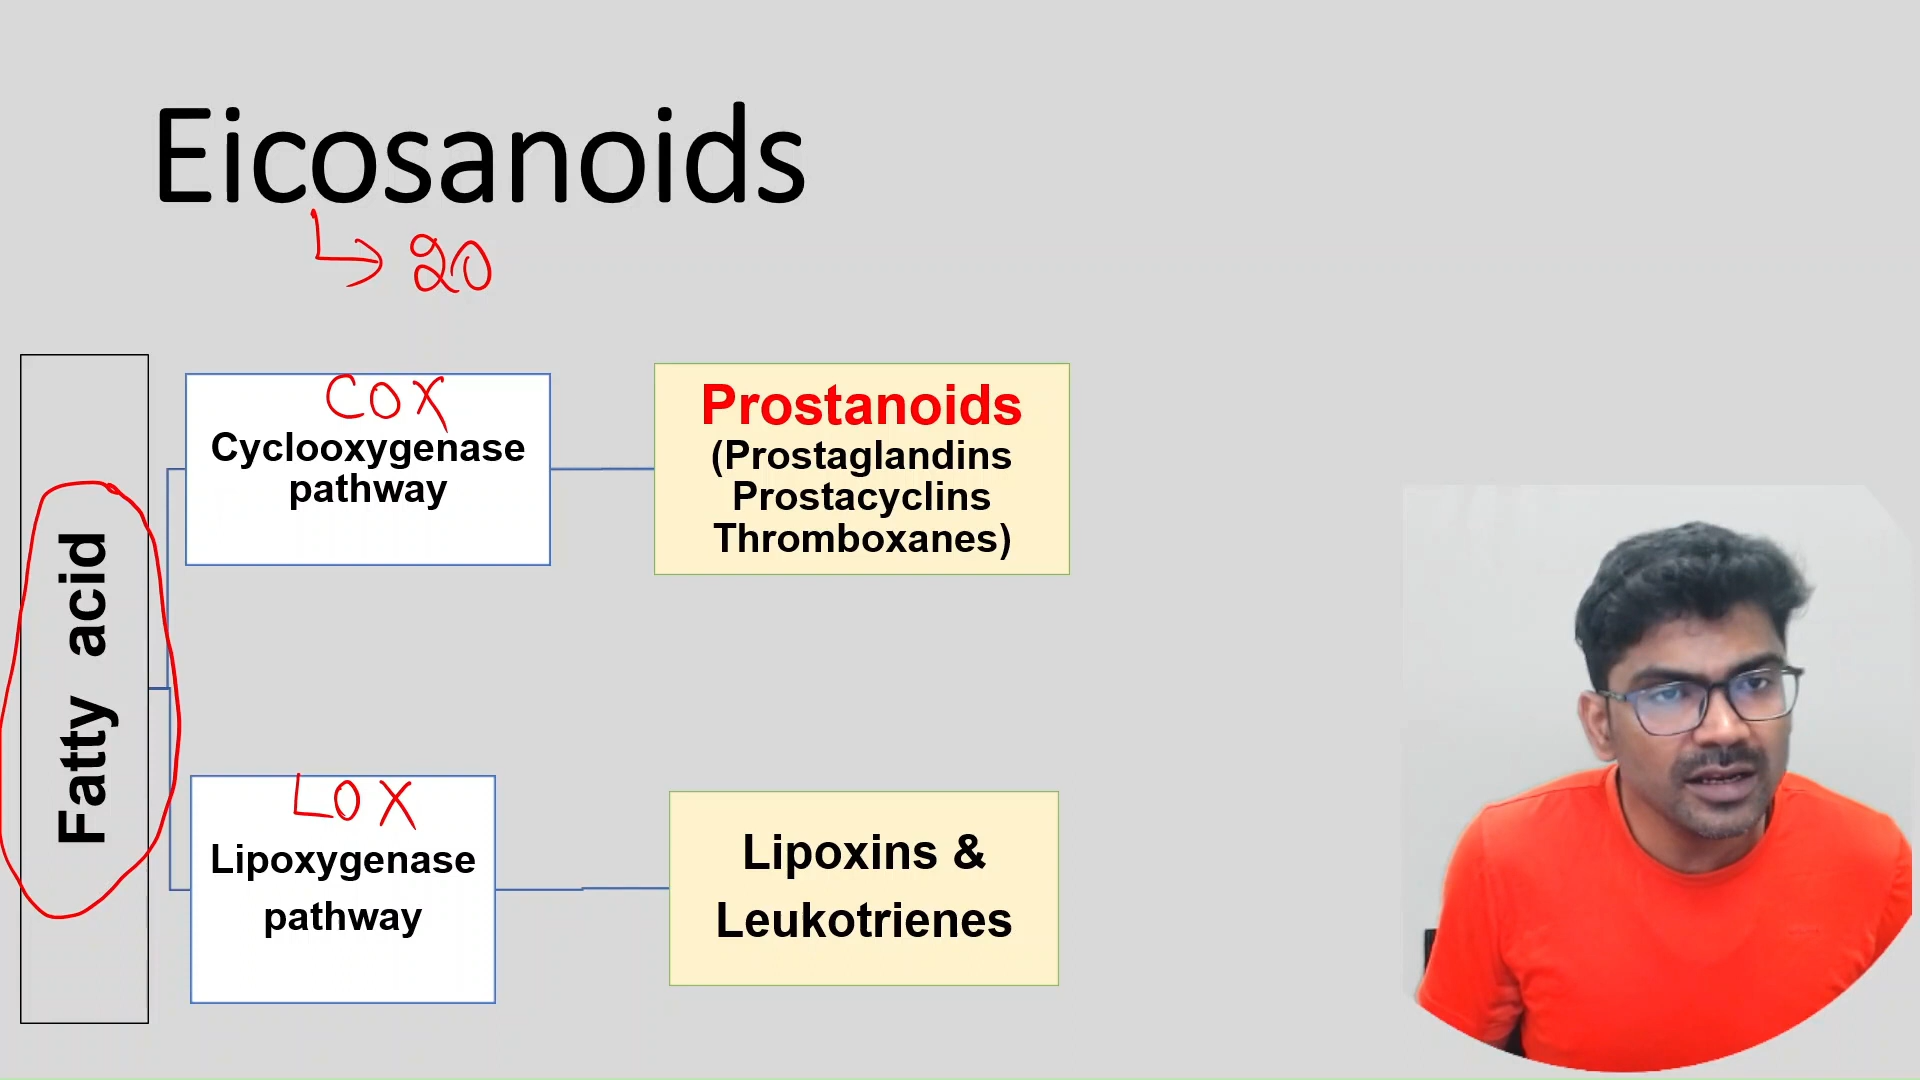 Eicosanoids
20
Fatty acid
COX
Cyclooxygenase
pathway
Prostanoids
(Prostaglandins
Prostacyclins
Thromboxanes)
LOX
Lipoxygenase
pathway
Lipoxins &
Leukotrienes